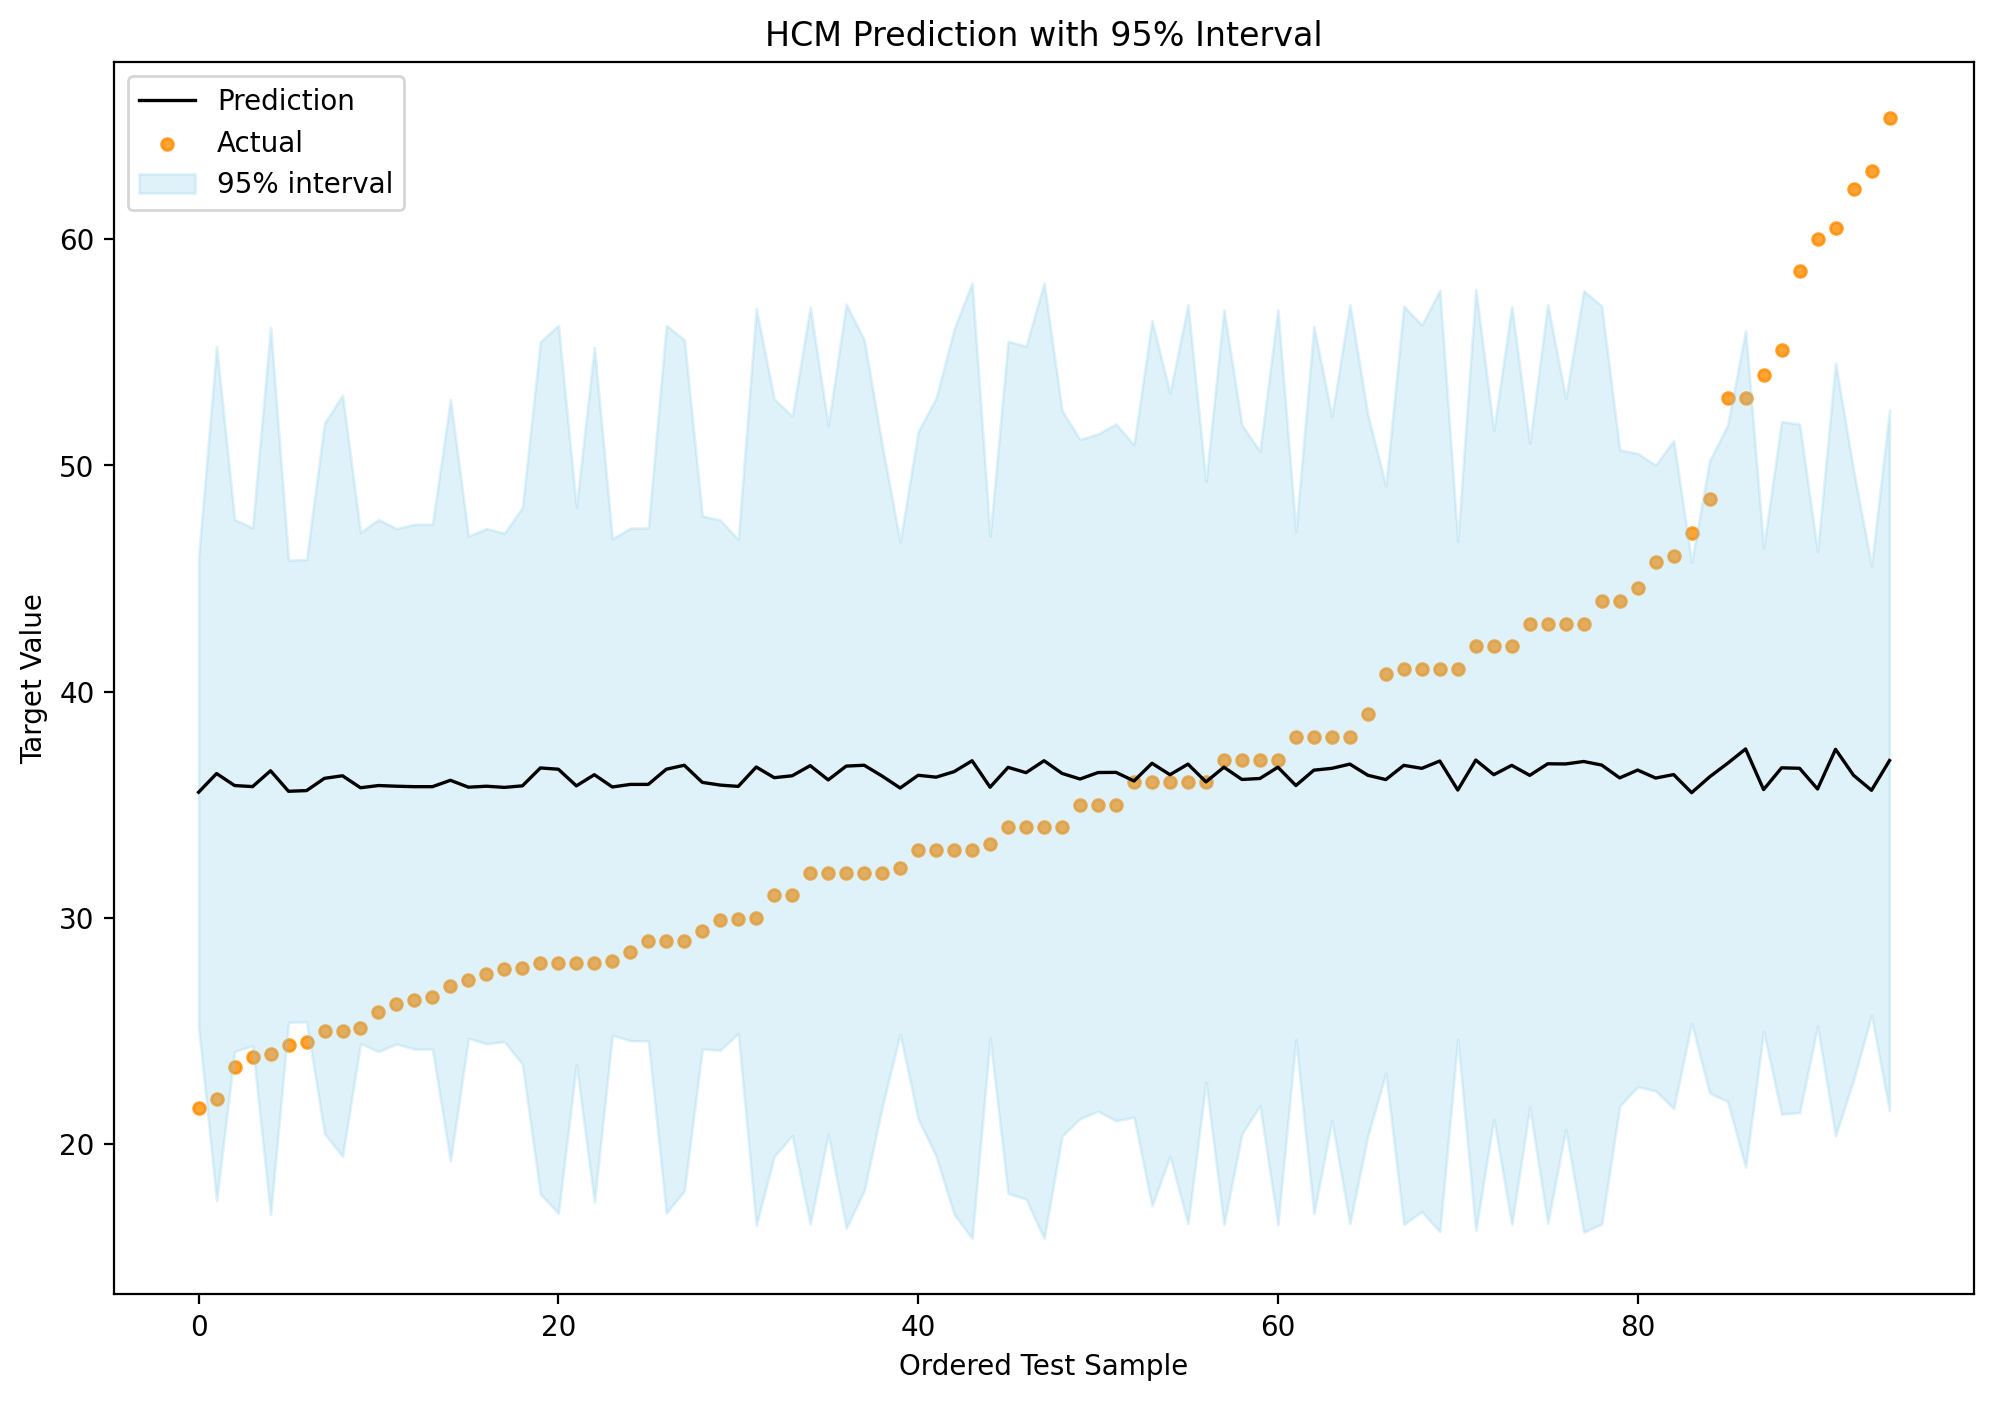 HCM Prediction with 95% Interval
Prediction
Actual
95% interval
Target Value
60
50
40
30
20
0
20
40
60
80
Ordered Test Sample